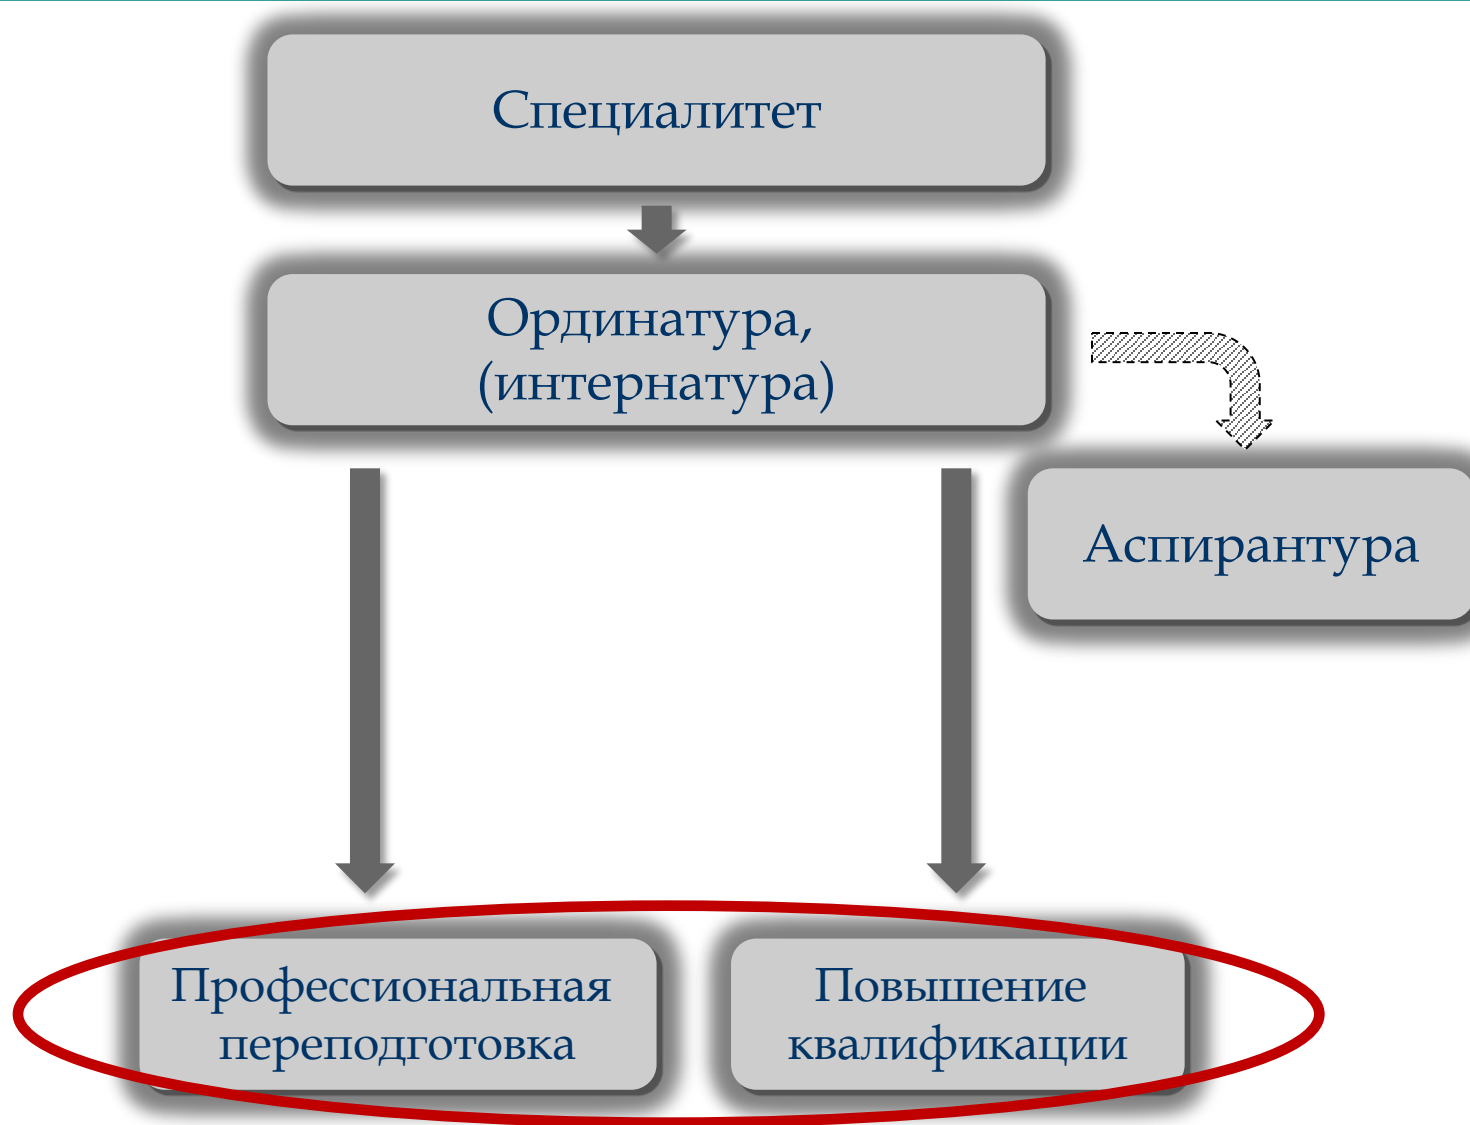 Специалитет
Ординатура,
(интернатура)
Аспирантура
Профессиональная
переподготовка
Повышение
квалификации